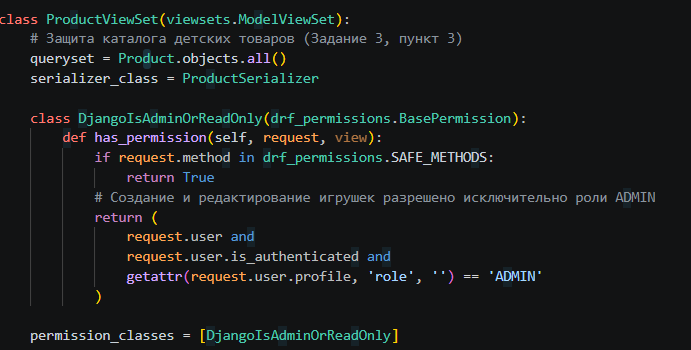 class ProductViewSet(viewsets.ModelViewSet):
    # Защита каталога детских товаров (Задание 3, пункт 3)
    queryset = Product.objects.all()
    serializer_class = ProductSerializer

    class DjangoIsAdminOrReadOnly(drf_permissions.BasePermission):
        def has_permission(self, request, view):
            if request.method in drf_permissions.SAFE_METHODS:
                return True
            # Создание и редактирование игрушек разрешено исключительно роли ADMIN
            return (
                request.user and
                request.user.is_authenticated and
                getattr(request.user.profile, 'role', '') == 'ADMIN'
            )

    permission_classes = [DjangoIsAdminOrReadOnly]